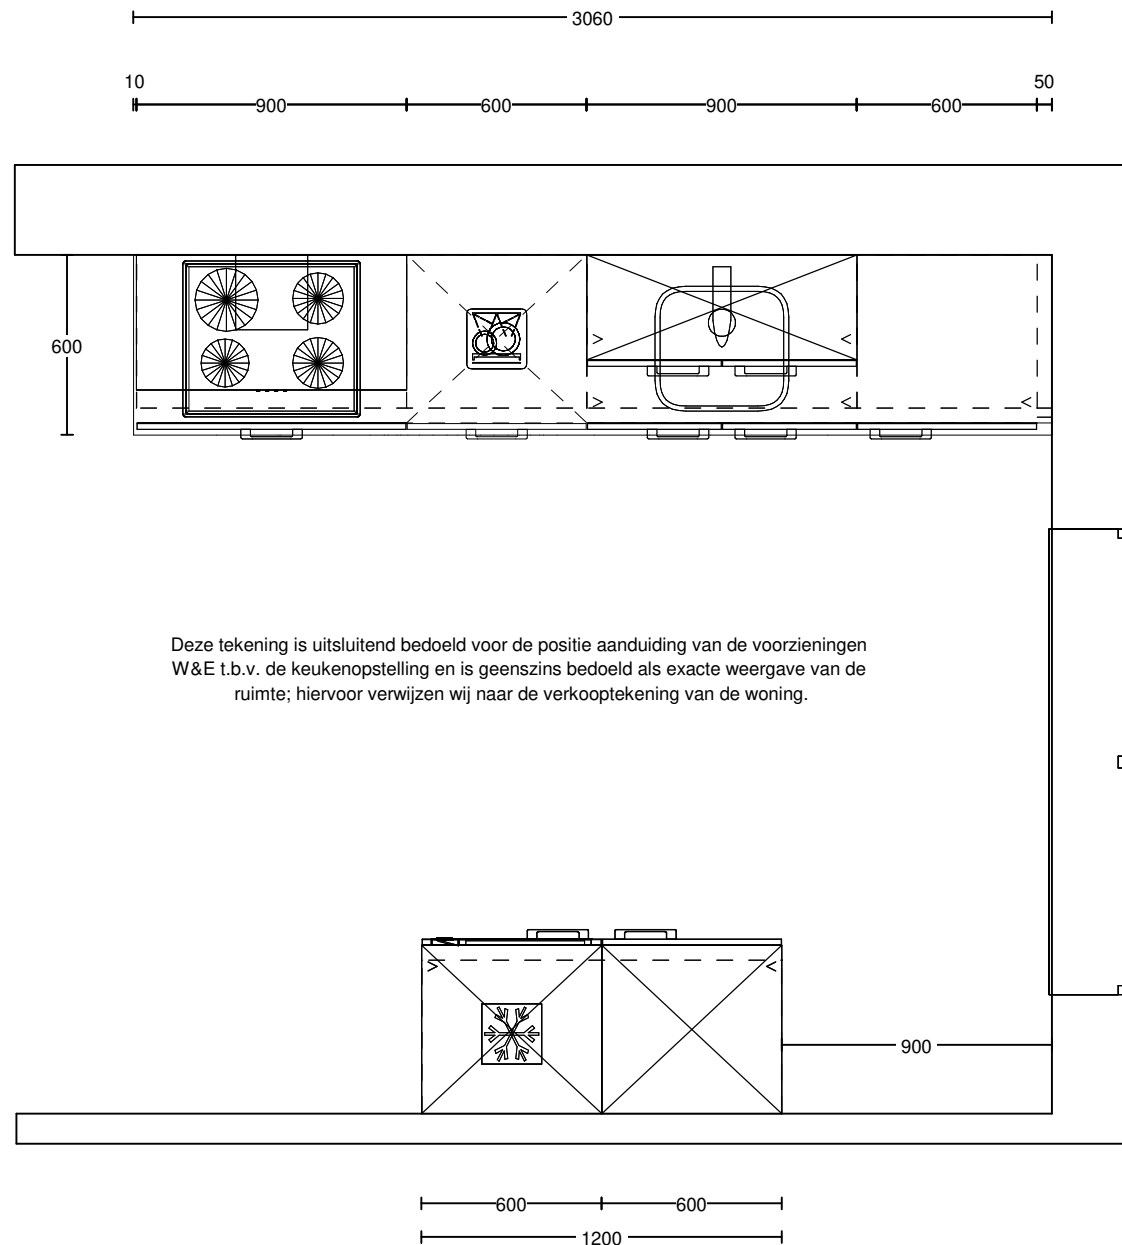 3060
10 50
900 600 900 600
600
Deze tekening is uitsluitend bedoeld voor de positie aanduiding van de voorzieningen
W&E t.b.v. de keukenopstelling en is geenszins bedoeld als exacte weergave van de
ruimte; hiervoor verwijzen wij naar de verkooptekening van de woning.
900
600 600
1200